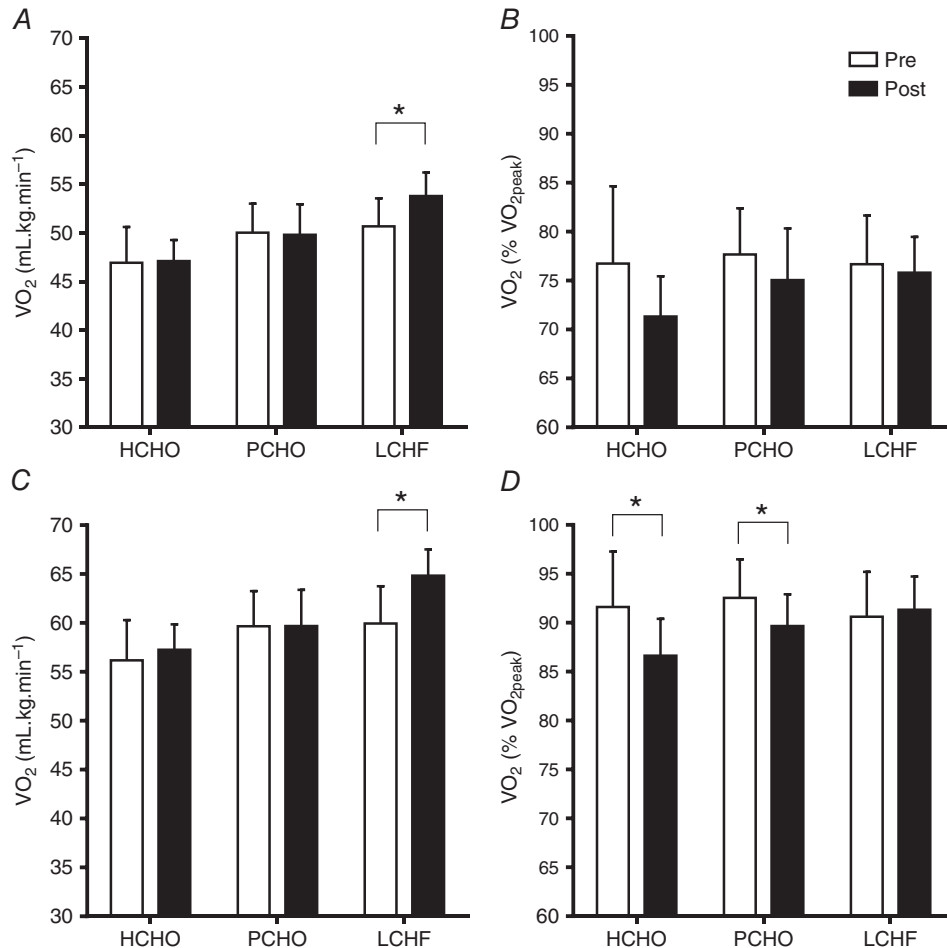 A
70
65
60
55
50
45
40
35
30
VO₂ (mL.kg.min⁻¹)
*
HCHO PCHO LCHF
B
100
95
90
85
80
75
70
65
60
VO₂ (% VO₂peak)
Pre
Post
HCHO PCHO LCHF
C
70
65
60
55
50
45
40
35
30
VO₂ (mL.kg.min⁻¹)
*
HCHO PCHO LCHF
D
100
95
90
85
80
75
70
65
60
VO₂ (% VO₂peak)
* *
HCHO PCHO LCHF